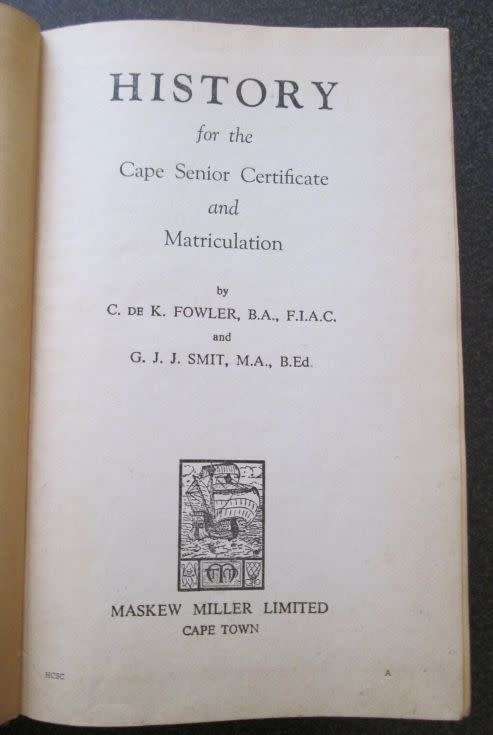 HISTORY
for the
Cape Senior Certificate
and
Matriculation
by
C. DE K. FOWLER, B.A., F.I.A.C.
and
G. J. J. SMIT, M.A., B.Ed.
MM
MASKEW MILLER LIMITED
CAPE TOWN
HCSC A